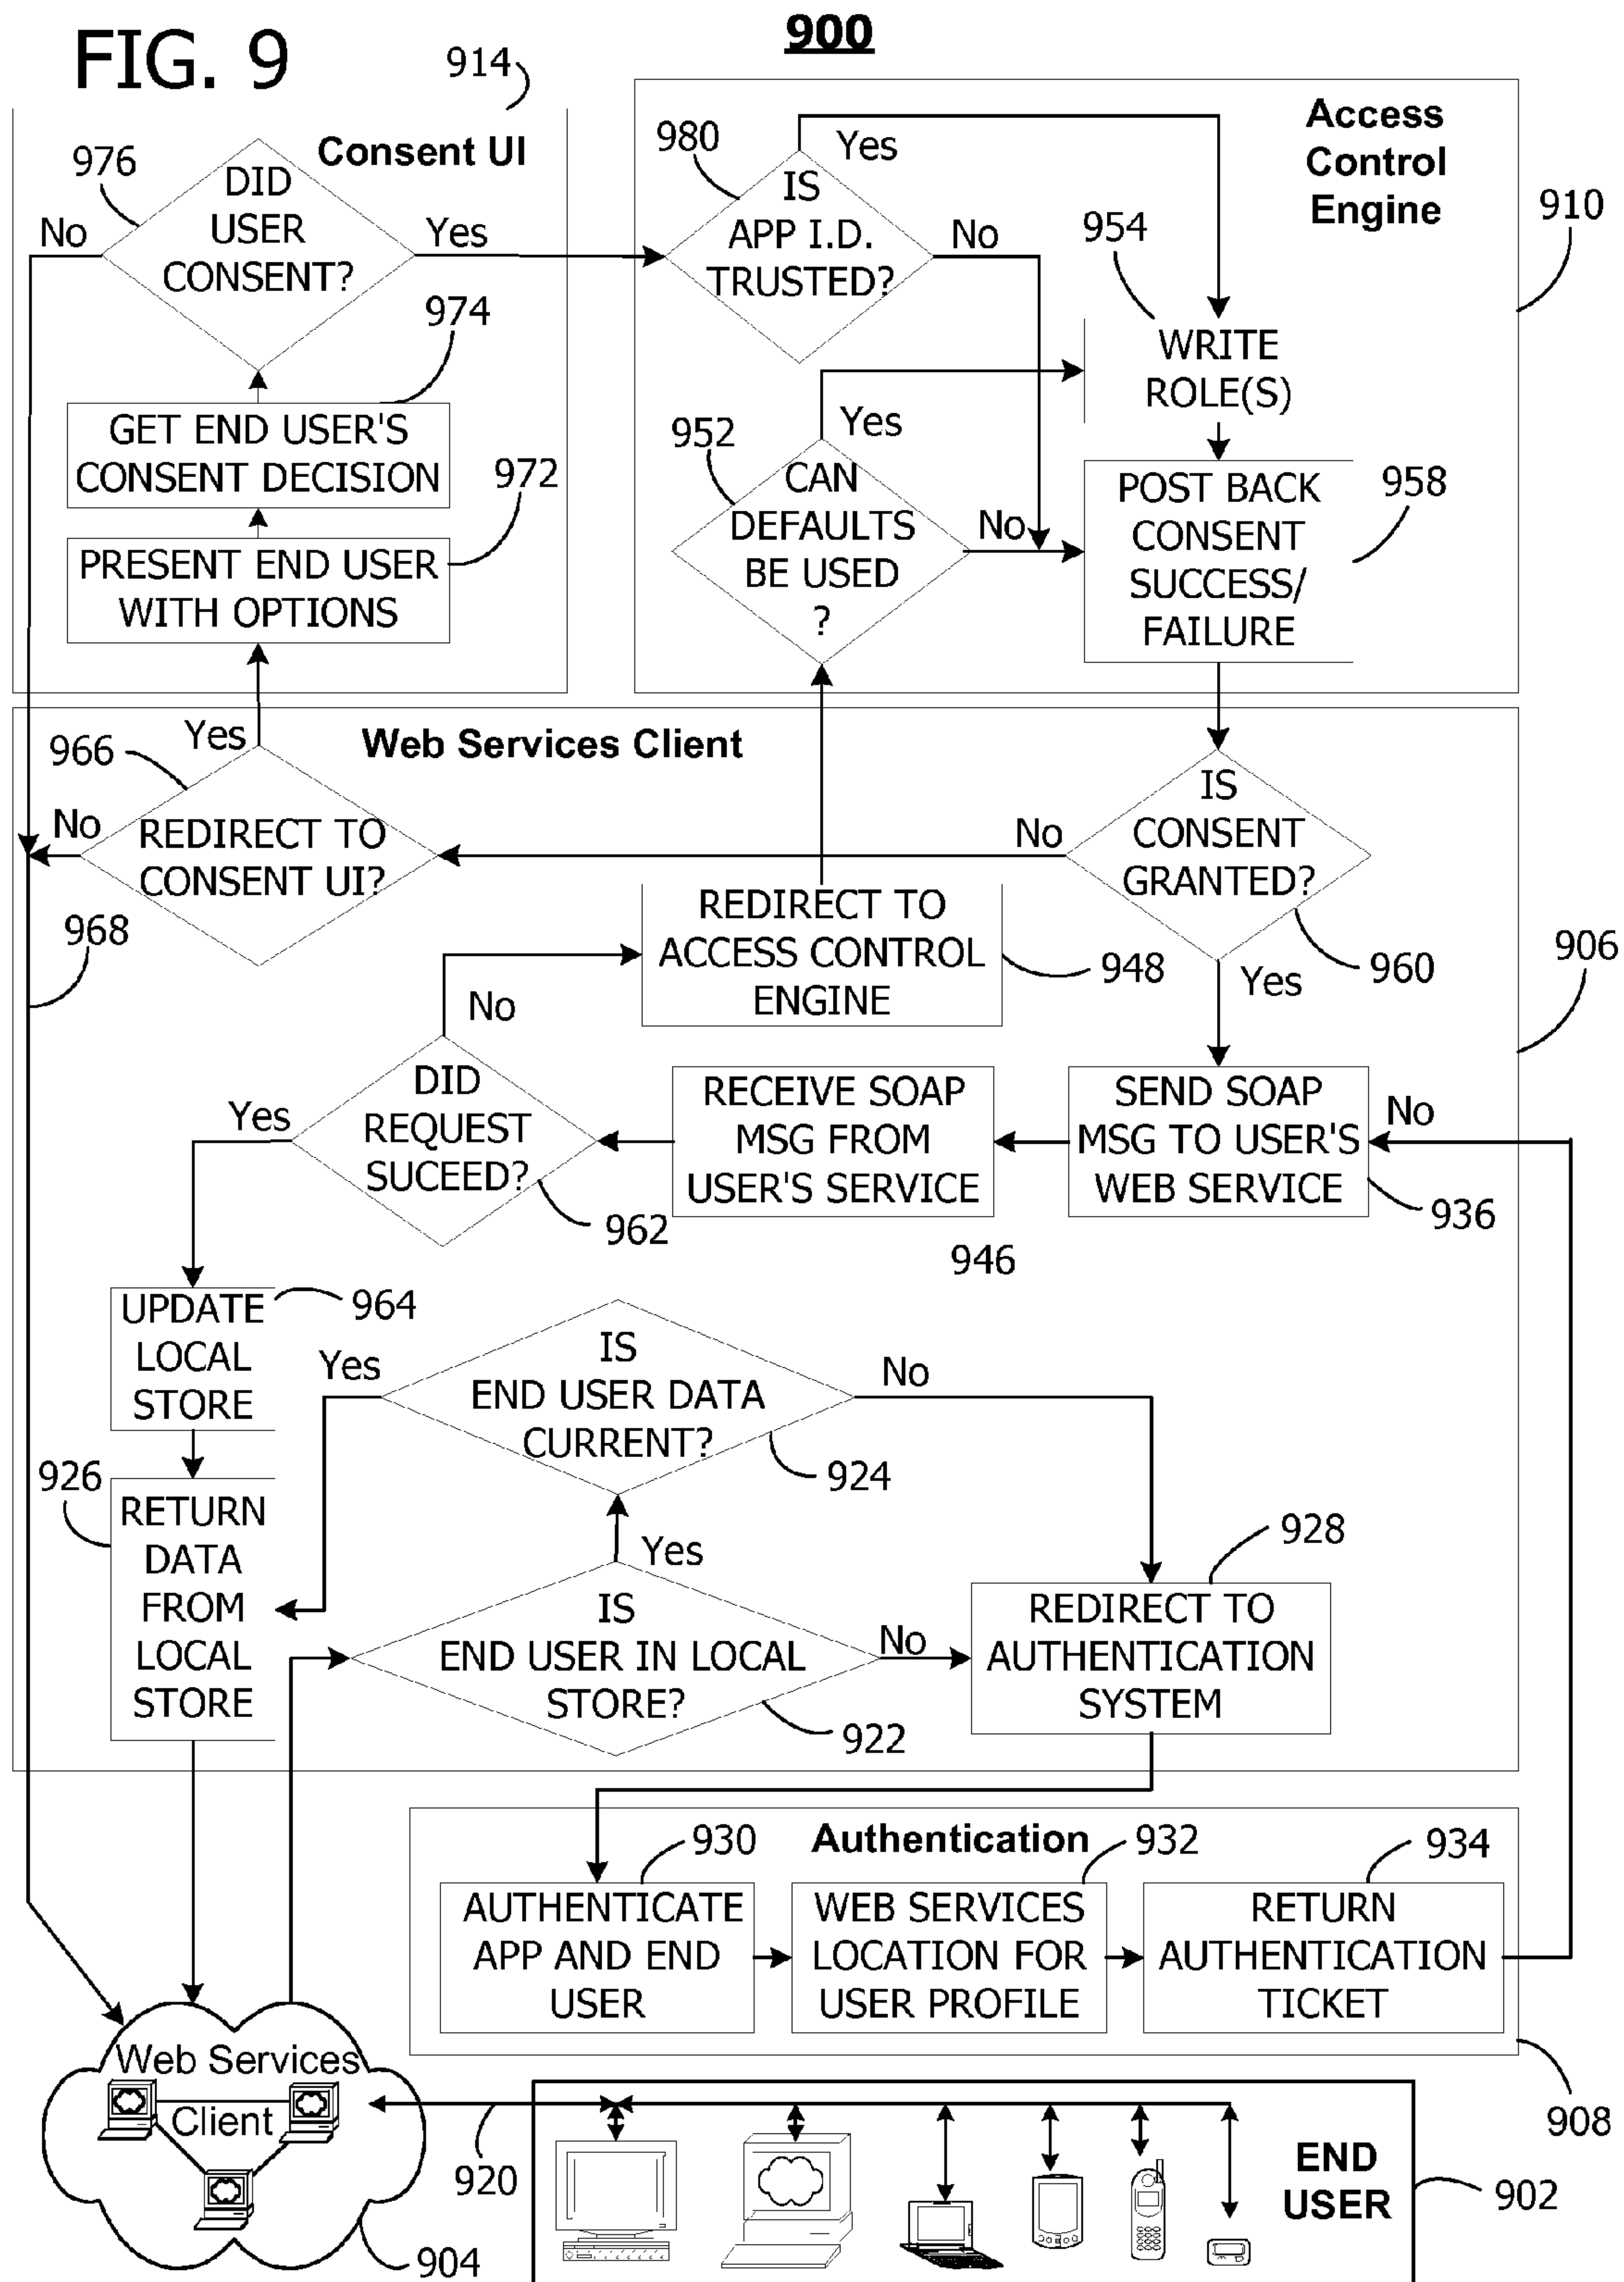 FIG. 9
900
914
Consent UI
976
DID
USER
CONSENT?
No
Yes
974
GET END USER'S
CONSENT DECISION
972
PRESENT END USER
WITH OPTIONS
Access
Control
Engine
910
980
Yes
IS
APP I.D.
TRUSTED?
No
954
WRITE
ROLE(S)
952
Yes
CAN
DEFAULTS
BE USED
?
No
POST BACK
CONSENT
SUCCESS/
FAILURE
958
Web Services Client
966
Yes
No
REDIRECT TO
CONSENT UI?
968
No
IS
CONSENT
GRANTED?
960
Yes
906
REDIRECT TO
ACCESS CONTROL
ENGINE
948
No
DID
REQUEST
SUCEED?
Yes
962
RECEIVE SOAP
MSG FROM
USER'S SERVICE
946
SEND SOAP
MSG TO USER'S
WEB SERVICE
No
936
UPDATE
LOCAL
STORE
964
Yes
IS
END USER DATA
CURRENT?
No
924
926
RETURN
DATA
FROM
LOCAL
STORE
Yes
IS
END USER IN LOCAL
STORE?
No
922
928
REDIRECT TO
AUTHENTICATION
SYSTEM
Authentication
930
932
934
AUTHENTICATE
APP AND END
USER
WEB SERVICES
LOCATION FOR
USER PROFILE
RETURN
AUTHENTICATION
TICKET
908
Web Services
Client
904
920
END
USER
902